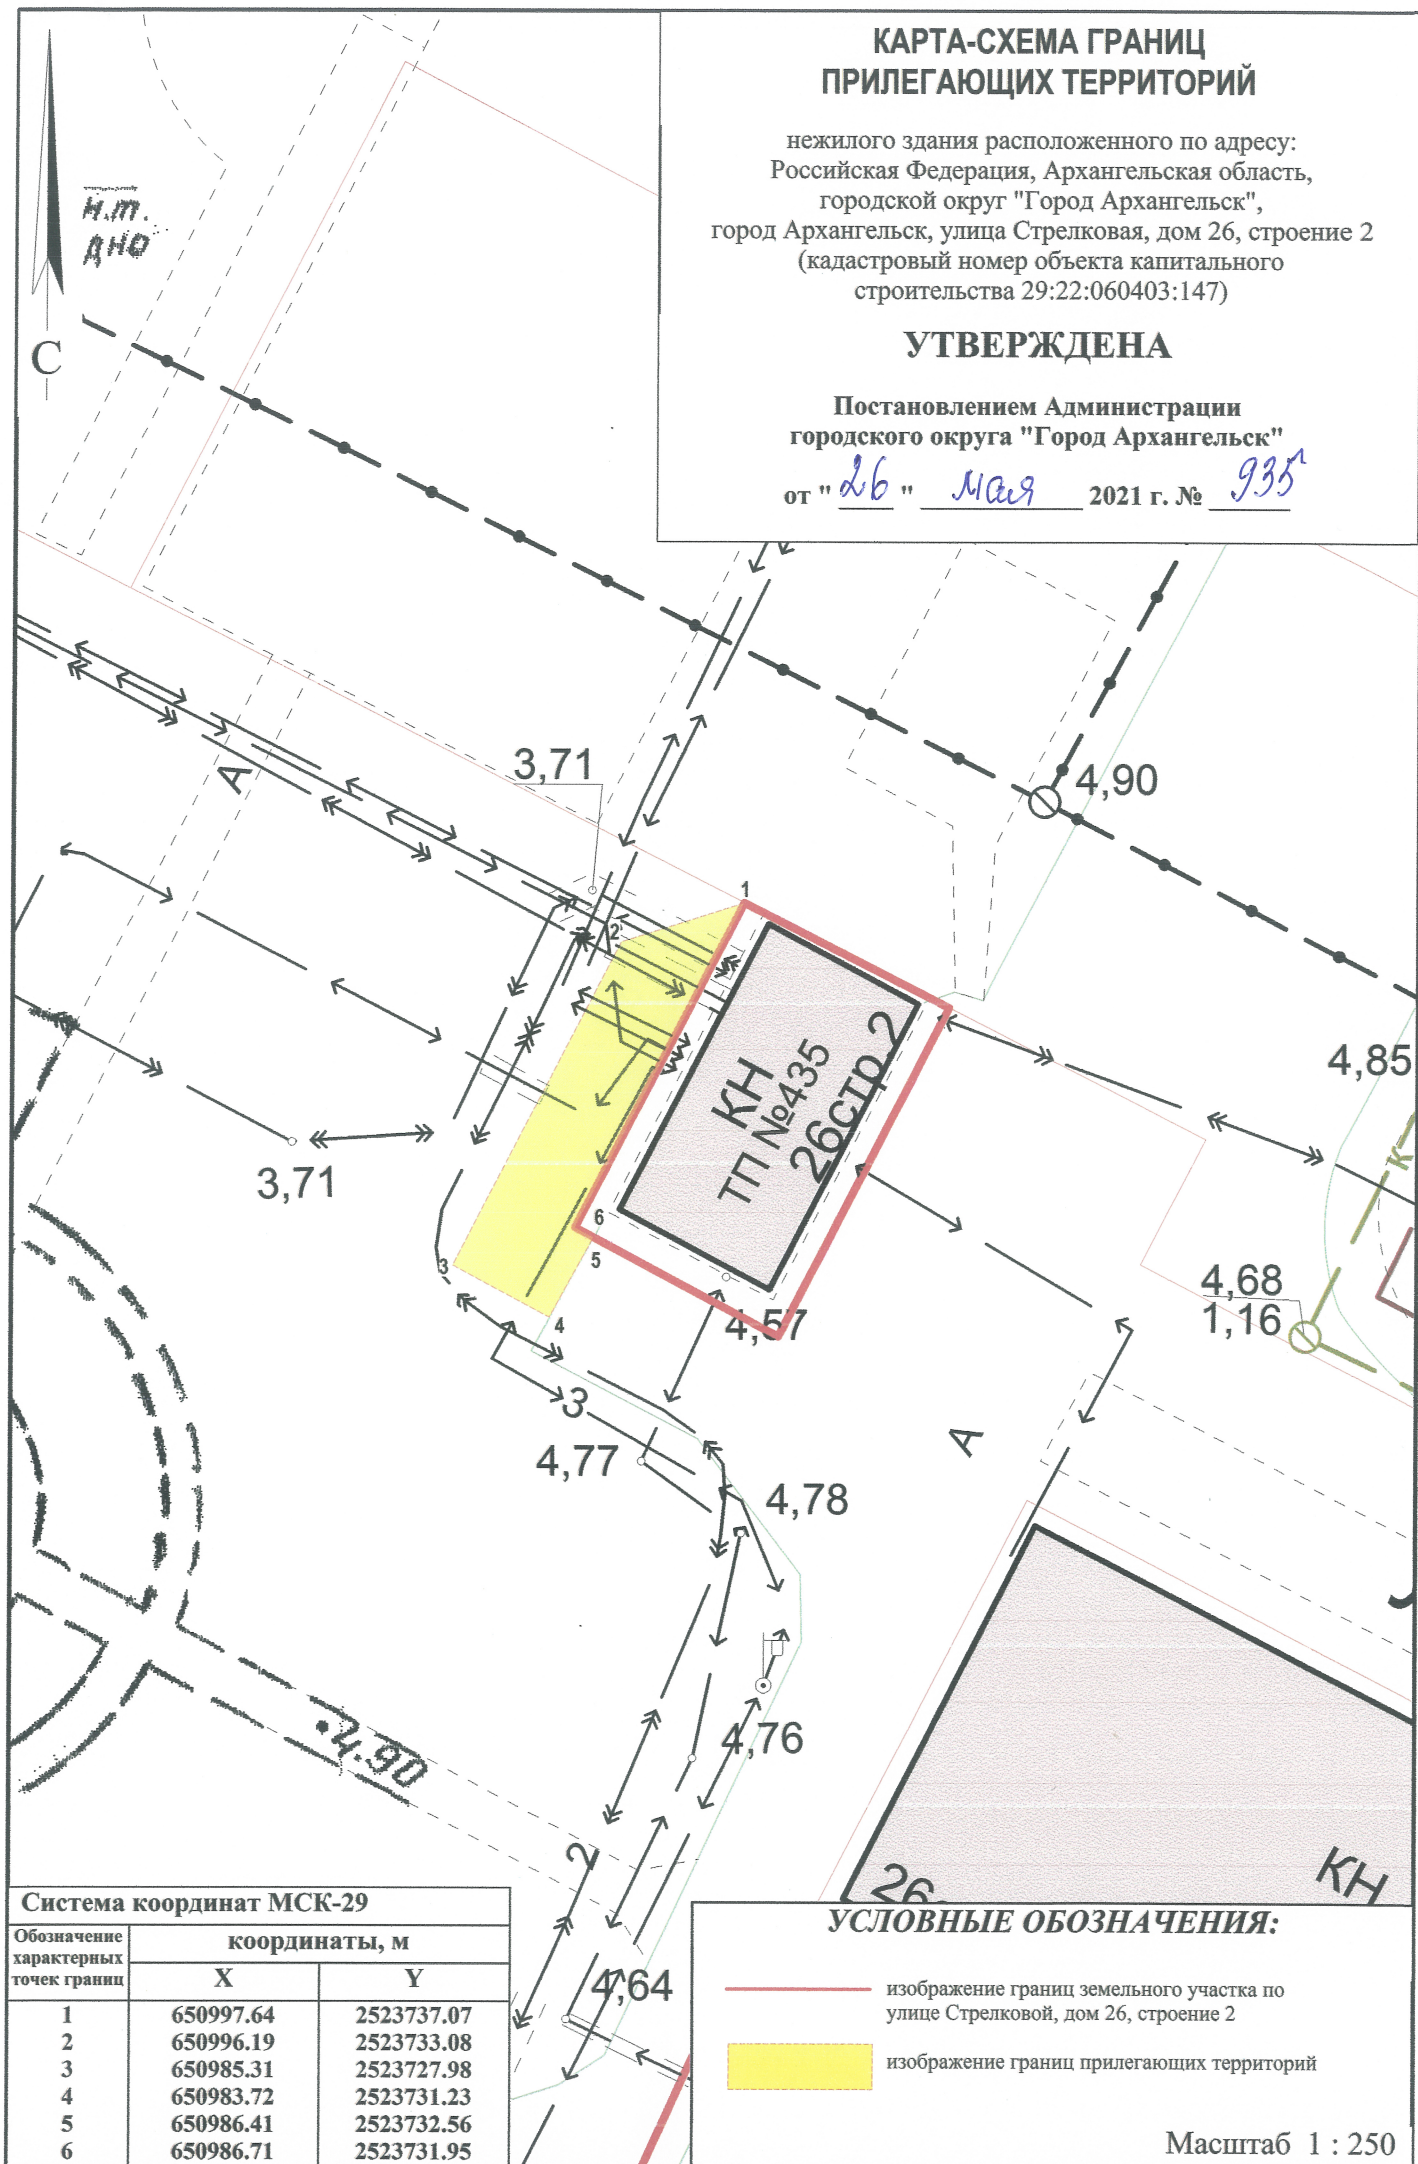 КАРТА-СХЕМА ГРАНИЦ
ПРИЛЕГАЮЩИХ ТЕРРИТОРИЙ
нежилого здания расположенного по адресу:
Российская Федерация, Архангельская область,
городской округ "Город Архангельск",
город Архангельск, улица Стрелковая, дом 26, строение 2
(кадастровый номер объекта капитального
строительства 29:22:060403:147)
УТВЕРЖДЕНА
Постановлением Администрации
городского округа "Город Архангельск"
от "26" мая 2021 г. № 935
н.т.
дно
С
А
3,71
4,90
1
2
КН
ТП №435
26стр.2
4,85
К
3,71
6
5
3
4
4,57
4,68
1,16
3
4,77
А
4,78
4,76
4.90
2
26
КН
4,64
Система координат МСК-29
Обозначение характерных точек границ
координаты, м
X Y
1 650997.64 2523737.07
2 650996.19 2523733.08
3 650985.31 2523727.98
4 650983.72 2523731.23
5 650986.41 2523732.56
6 650986.71 2523731.95
УСЛОВНЫЕ ОБОЗНАЧЕНИЯ:
изображение границ земельного участка по
улице Стрелковой, дом 26, строение 2
изображение границ прилегающих территорий
Масштаб 1 : 250